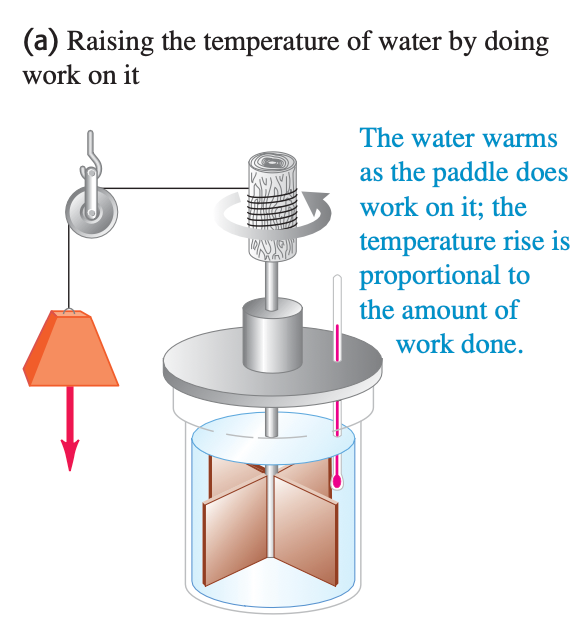 (a) Raising the temperature of water by doing
work on it
The water warms
as the paddle does
work on it; the
temperature rise is
proportional to
the amount of
work done.